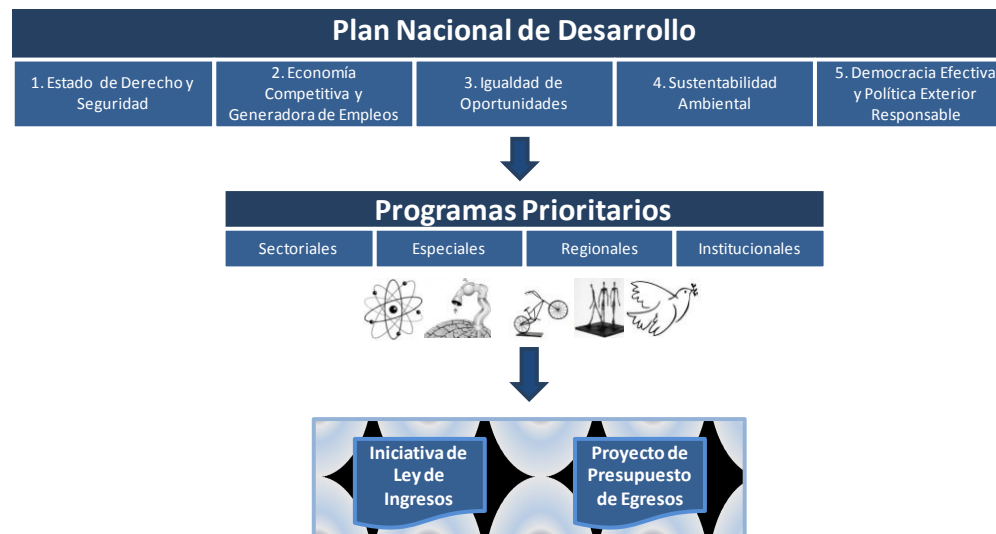 Plan Nacional de Desarrollo
1. Estado de Derecho y
Seguridad
2. Economía
Competitiva y
Generadora de Empleos
3. Igualdad de
Oportunidades
4. Sustentabilidad
Ambiental
5. Democracia Efectiva
y Política Exterior
Responsable
Programas Prioritarios
Sectoriales
Especiales
Regionales
Institucionales
Iniciativa de
Ley de
Ingresos
Proyecto de
Presupuesto
de Egresos